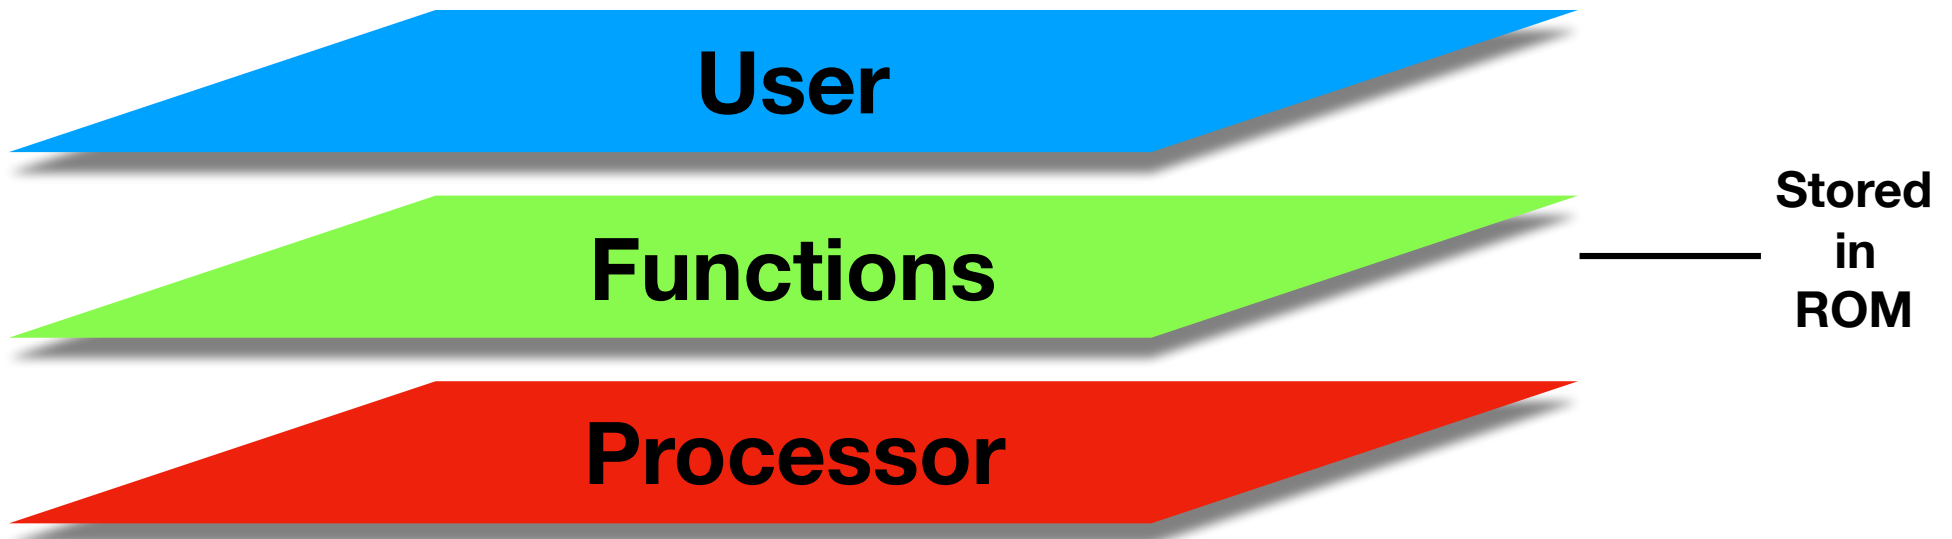 User
Functions
Stored
in
ROM
Processor